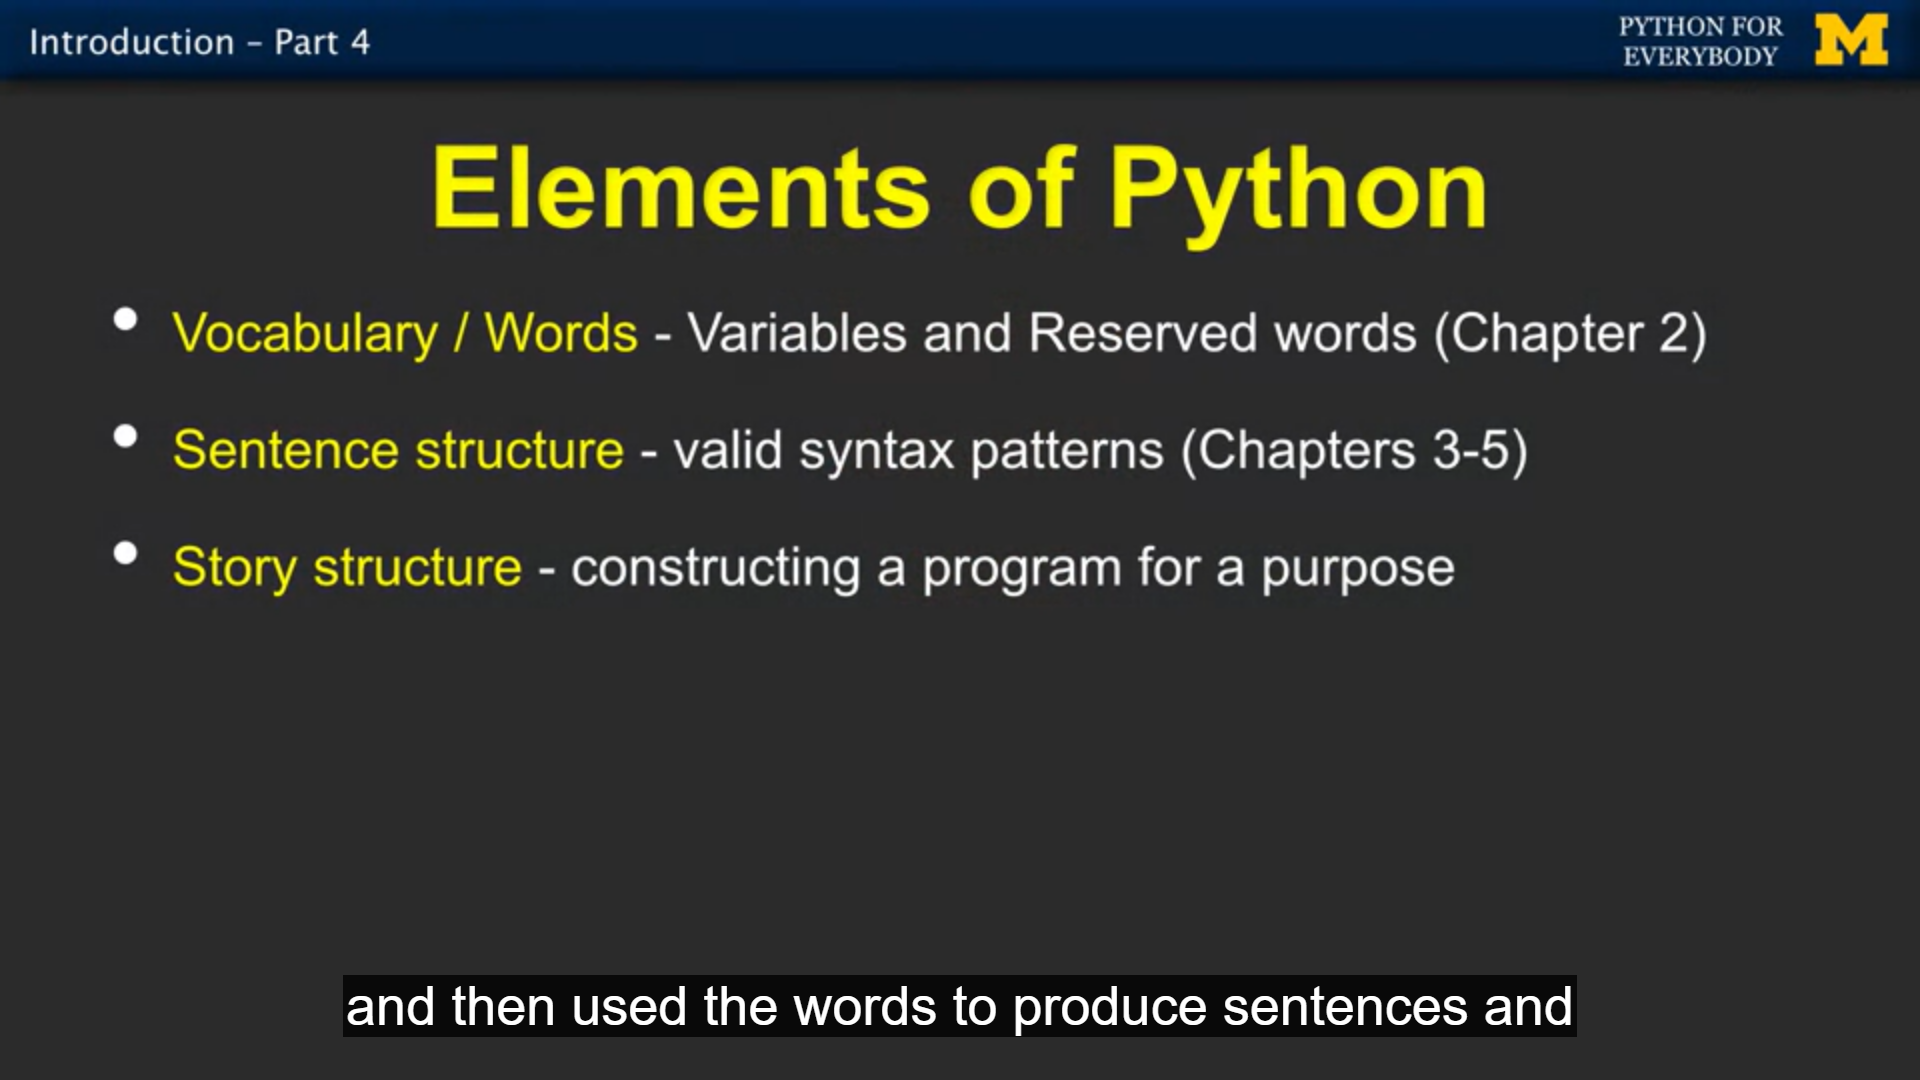 Introduction – Part 4
PYTHON FOR
EVERYBODY
M
Elements of Python
• Vocabulary / Words - Variables and Reserved words (Chapter 2)
• Sentence structure - valid syntax patterns (Chapters 3-5)
• Story structure - constructing a program for a purpose
and then used the words to produce sentences and